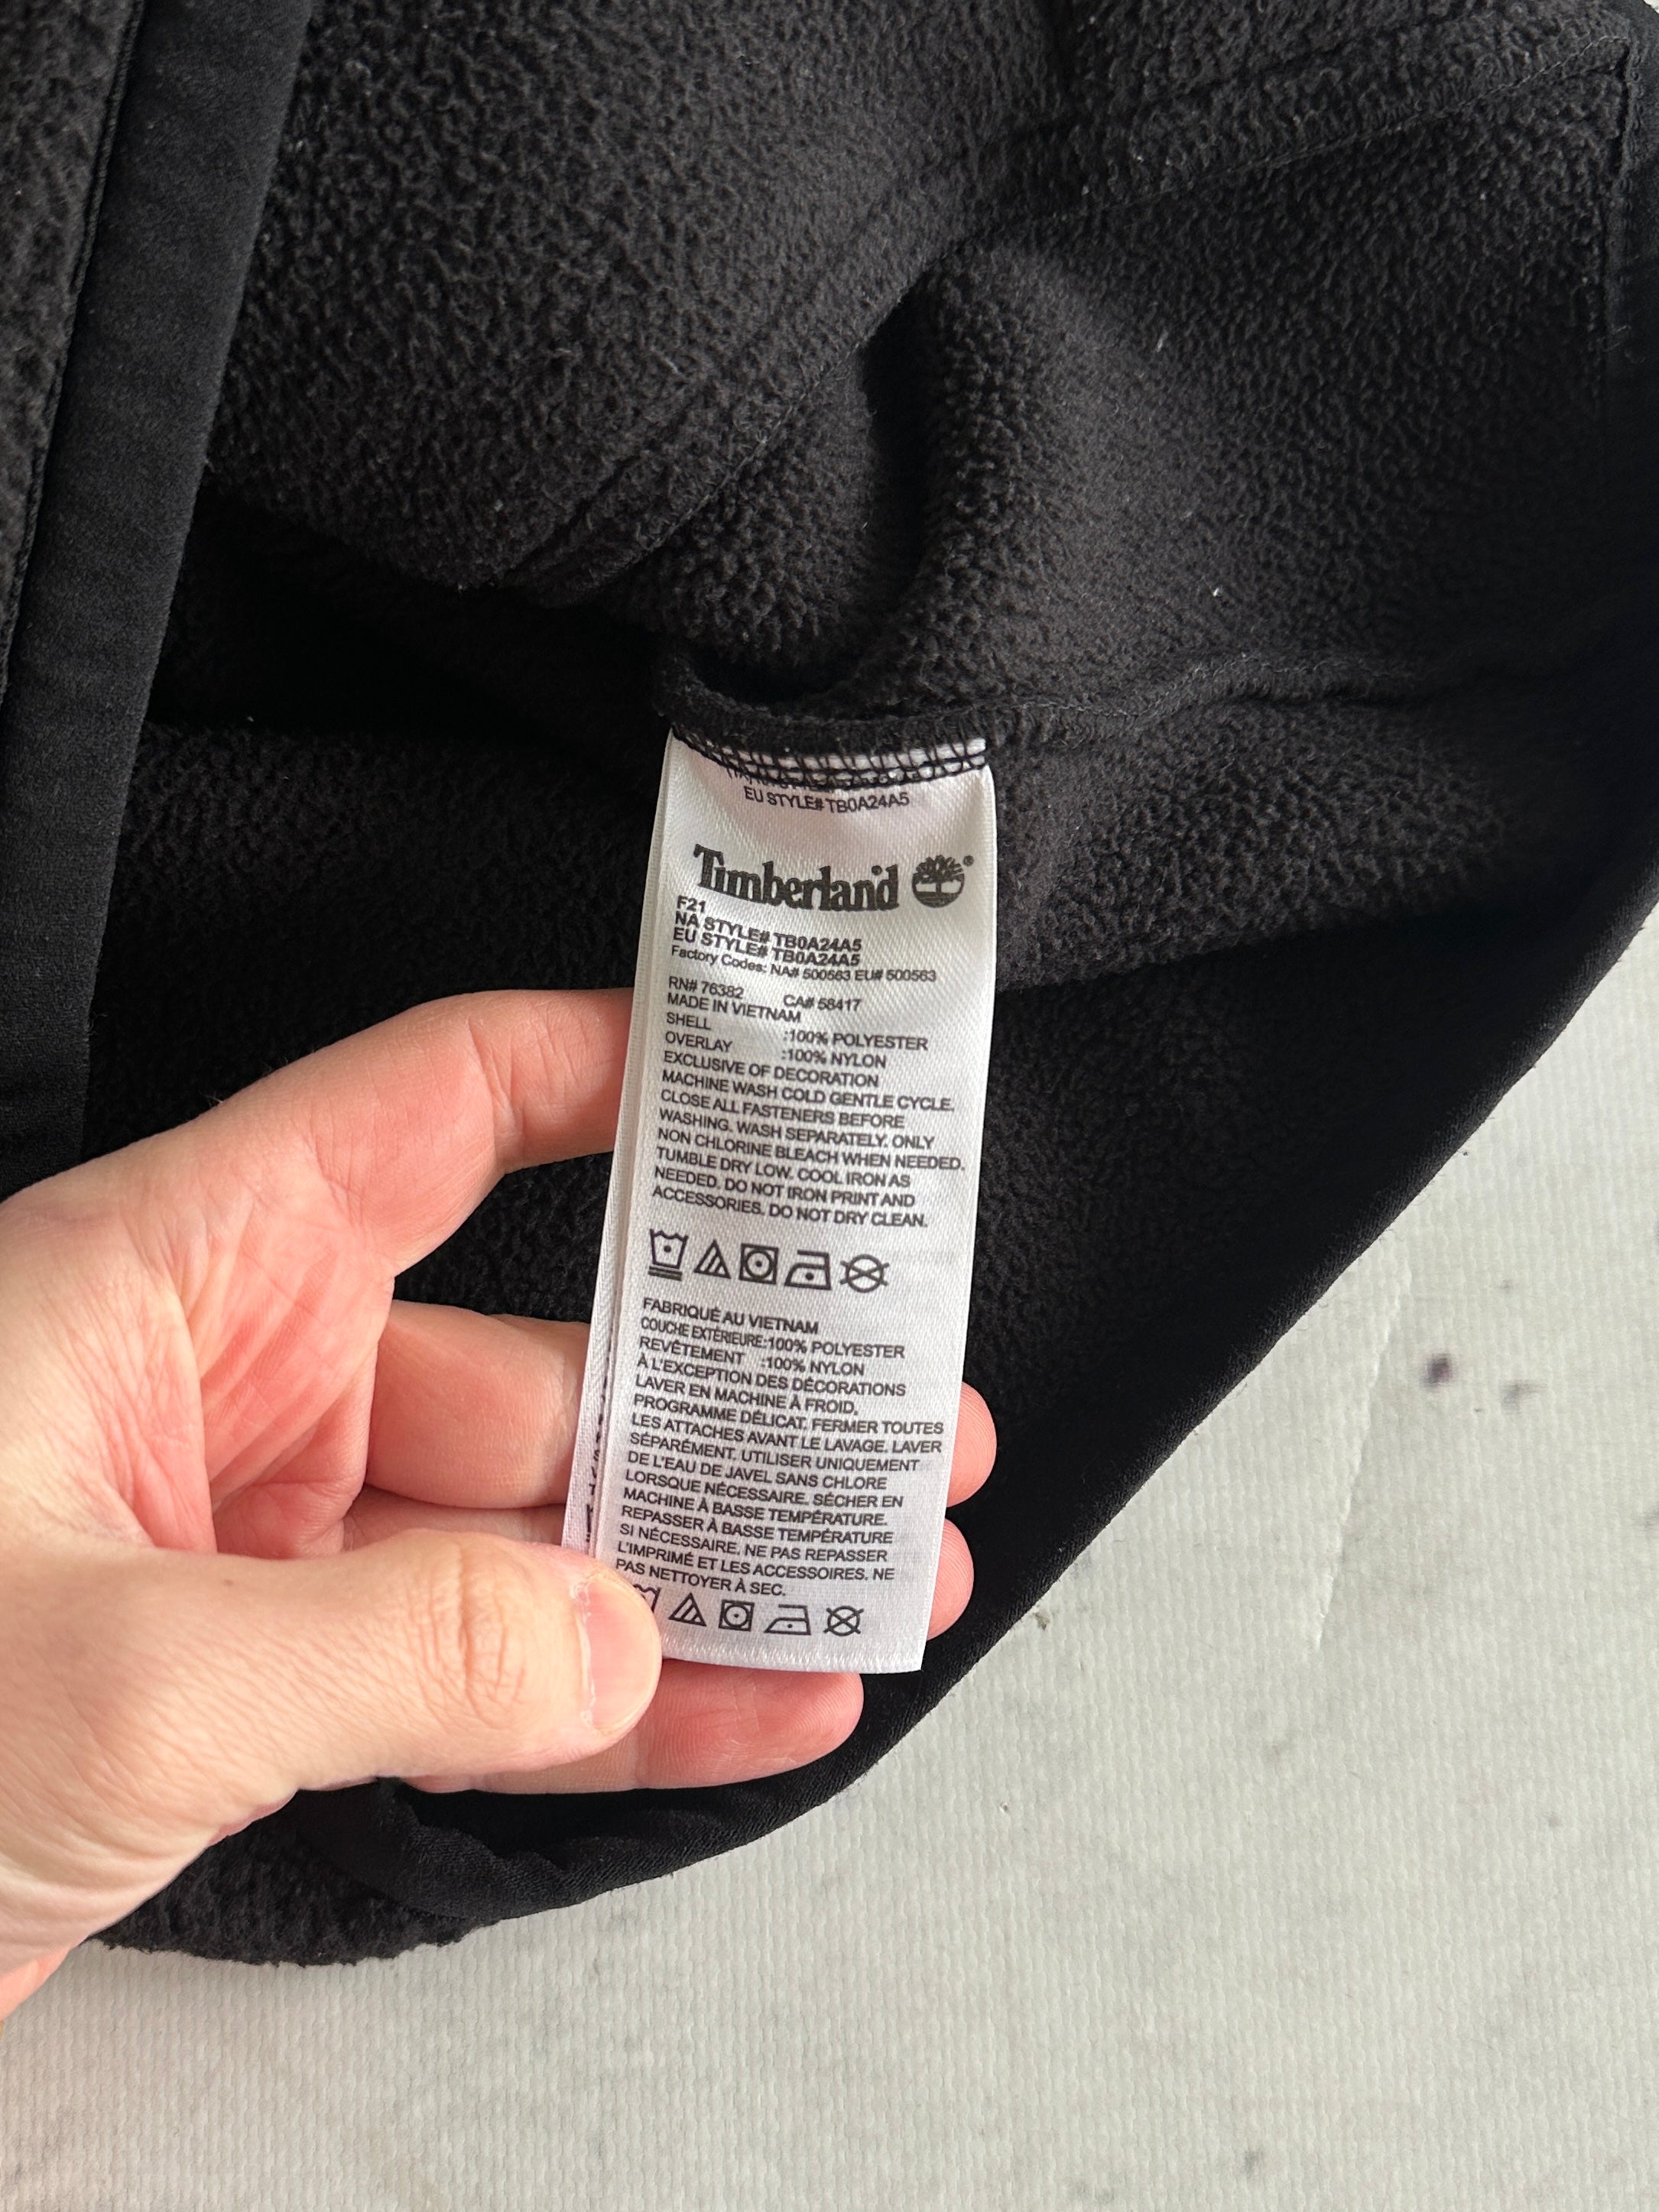 EU STYLE# TB0A24A5
Timberland®
F21
NA STYLE# TB0A24A5
EU STYLE# TB0A24A5
Factory Codes: NA# 500563 EU# 500563
RN# 76382 CA# 58417
MADE IN VIETNAM
SHELL :100% POLYESTER
OVERLAY :100% NYLON
EXCLUSIVE OF DECORATION
MACHINE WASH COLD GENTLE CYCLE.
CLOSE ALL FASTENERS BEFORE
WASHING. WASH SEPARATELY. ONLY
NON CHLORINE BLEACH WHEN NEEDED.
TUMBLE DRY LOW. COOL IRON AS
NEEDED. DO NOT IRON PRINT AND
ACCESSORIES. DO NOT DRY CLEAN.
FABRIQUÉ AU VIETNAM
COUCHE EXTÉRIEURE:100% POLYESTER
REVÊTEMENT :100% NYLON
À L'EXCEPTION DES DÉCORATIONS
LAVER EN MACHINE À FROID,
PROGRAMME DÉLICAT. FERMER TOUTES
LES ATTACHES AVANT LE LAVAGE. LAVER
SÉPARÉMENT. UTILISER UNIQUEMENT
DE L'EAU DE JAVEL SANS CHLORE
LORSQUE NÉCESSAIRE. SÉCHER EN
MACHINE À BASSE TEMPÉRATURE.
REPASSER À BASSE TEMPÉRATURE
SI NÉCESSAIRE. NE PAS REPASSER
L'IMPRIMÉ ET LES ACCESSOIRES. NE
PAS NETTOYER À SEC.